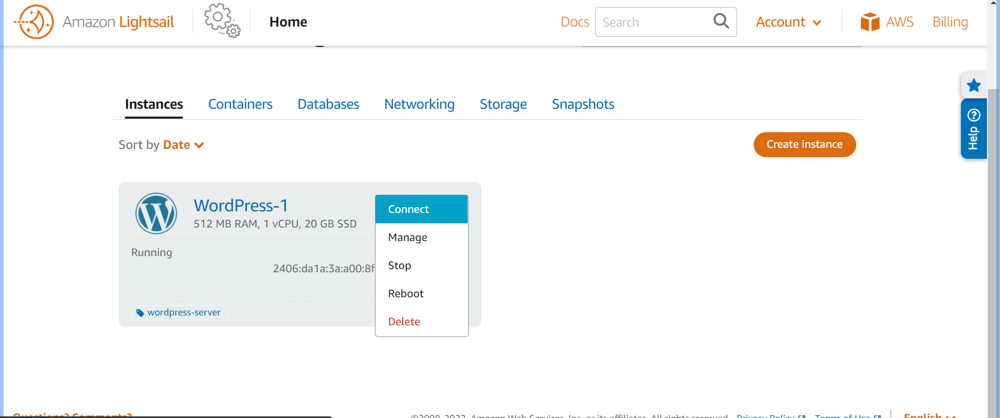 Amazon Lightsail
Home
Docs
Search
Account
AWS
Billing
Instances
Containers
Databases
Networking
Storage
Snapshots
Sort by Date
Create instance
Help
WordPress-1
512 MB RAM, 1 vCPU, 20 GB SSD
Running
2406:da1a:3a:a00:8f
wordpress-server
Connect
Manage
Stop
Reboot
Delete
Questions? Comments?
©2008-2022, Amazon Web Services, Inc. or its affiliates. All rights reserved.
Privacy Policy
Terms of Use
English